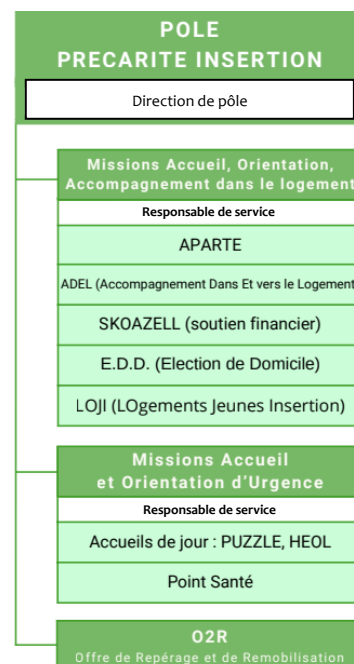 POLE
PRECARITE INSERTION
Direction de pôle
Missions Accueil, Orientation,
Accompagnement dans le logement
Responsable de service
APARTE
ADEL (Accompagnement Dans Et vers le Logement
SKOAZELL (soutien financier)
E.D.D. (Election de Domicile)
LOJI (LOgements Jeunes Insertion)
Missions Accueil
et Orientation d'Urgence
Responsable de service
Accueils de jour : PUZZLE, HEOL
Point Santé
O2R
Offre de Repérage et de Remobilisation